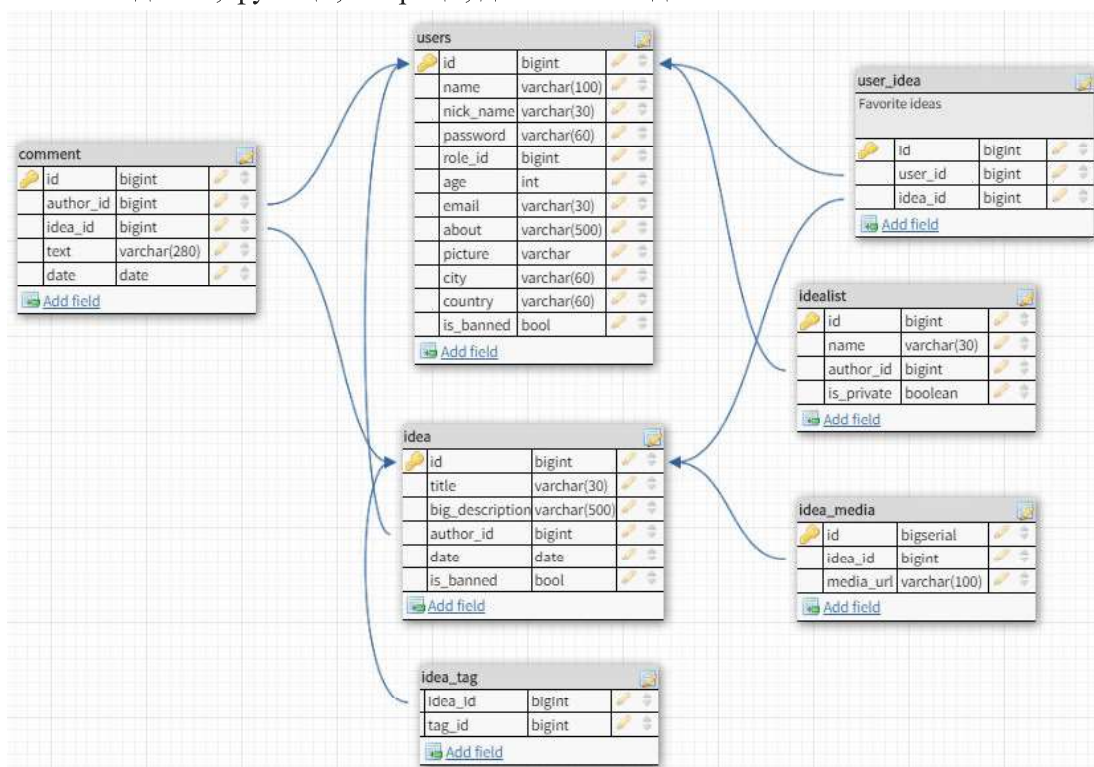 users
id bigint
name varchar(100)
nick_name varchar(30)
password varchar(60)
role_id bigint
age int
email varchar(30)
about varchar(500)
picture varchar
city varchar(60)
country varchar(60)
is_banned bool
Add field
user_idea
Favorite ideas
id bigint
user_id bigint
idea_id bigint
Add field
comment
id bigint
author_id bigint
idea_id bigint
text varchar(280)
date date
Add field
idealist
id bigint
name varchar(30)
author_id bigint
is_private boolean
Add field
idea
id bigint
title varchar(30)
big_description varchar(500)
author_id bigint
date date
is_banned bool
Add field
idea_media
id bigserial
idea_id bigint
media_url varchar(100)
Add field
idea_tag
idea_id bigint
tag_id bigint
Add field